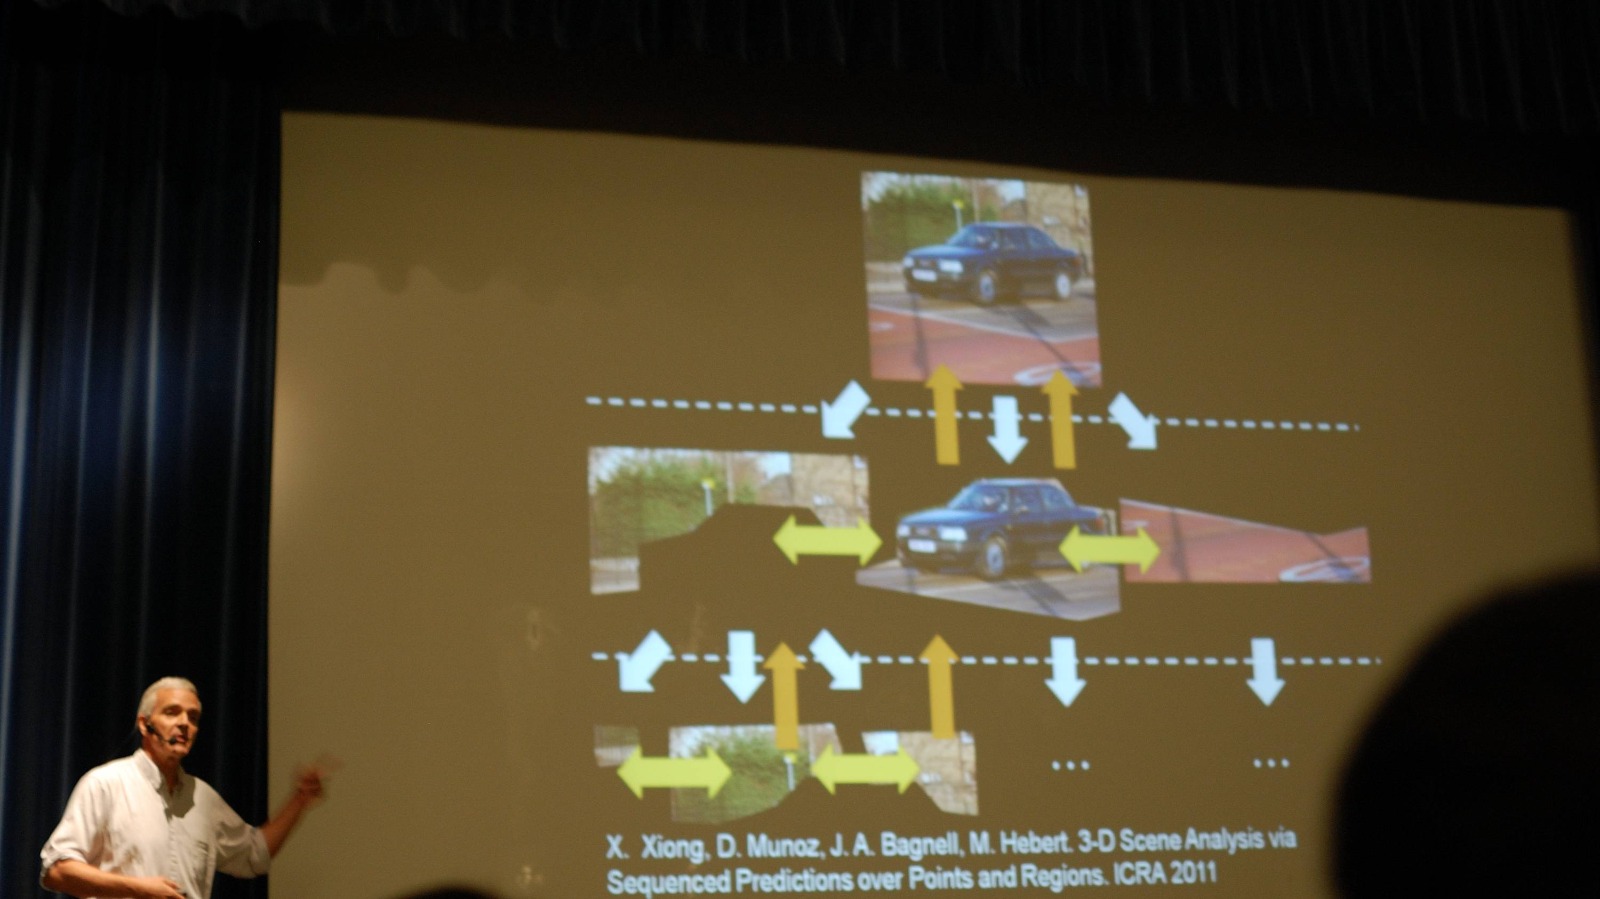 ... ...
X. Xiong, D. Munoz, J. A. Bagnell, M. Hebert. 3-D Scene Analysis via
Sequenced Predictions over Points and Regions. ICRA 2011